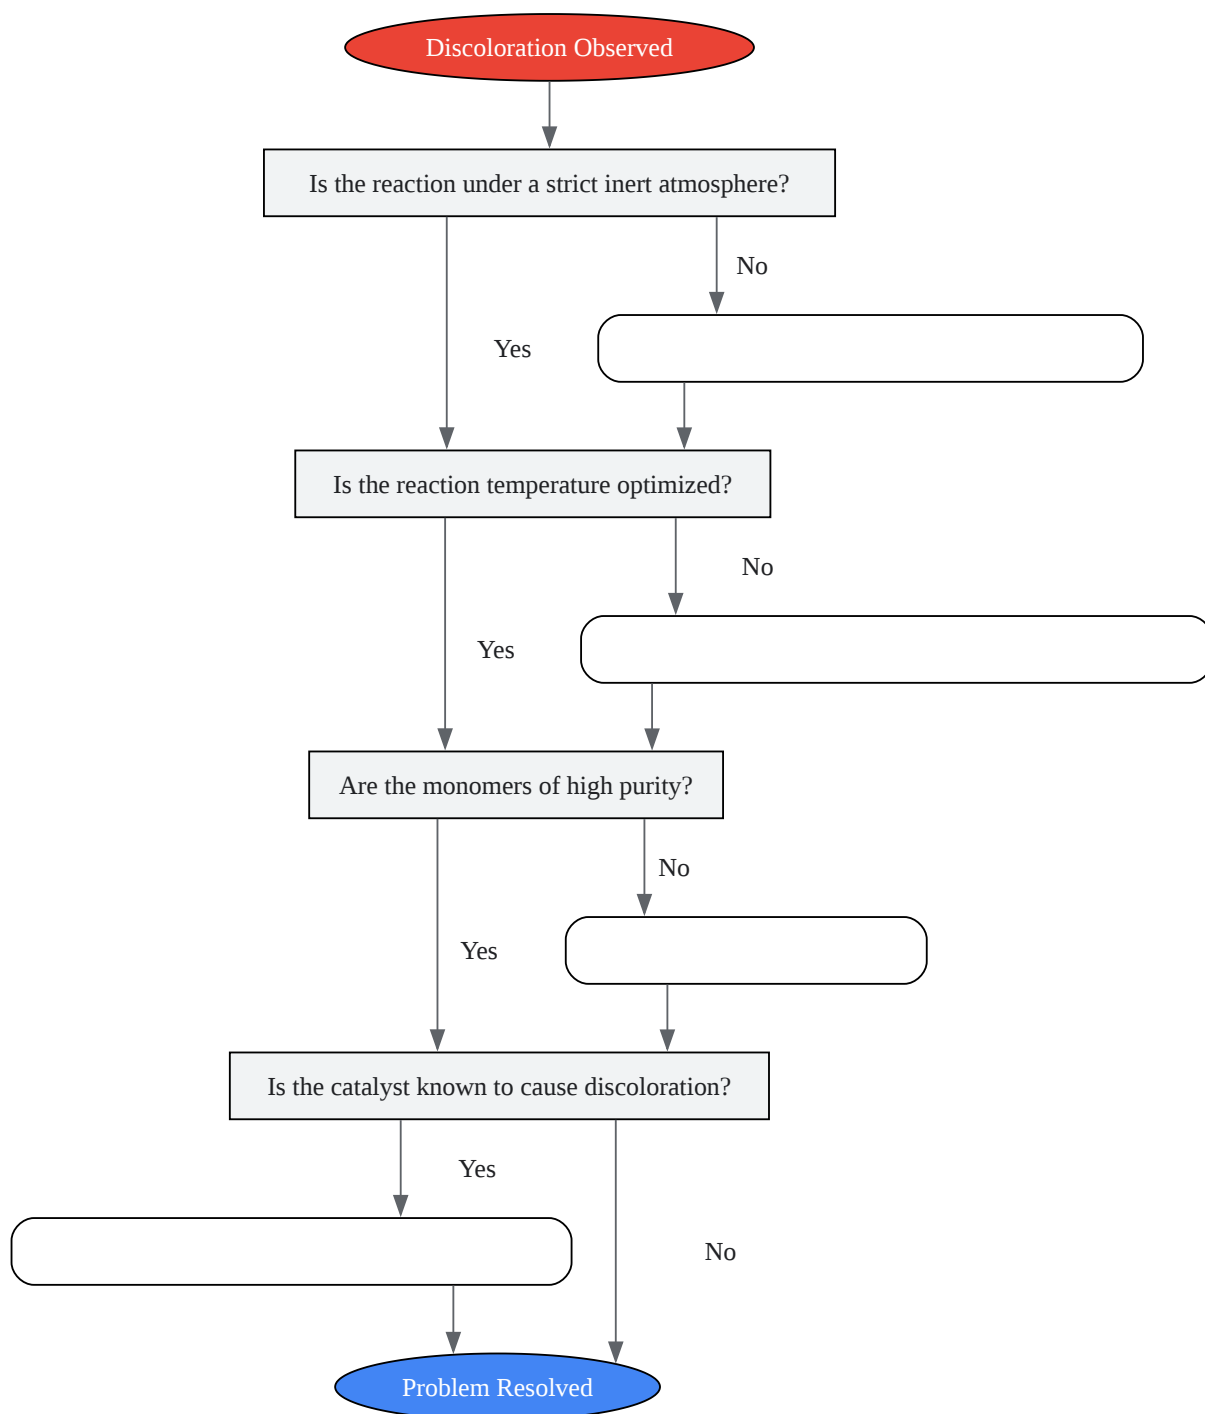 Discoloration Observed
Is the reaction under a strict inert atmosphere?
No
Yes
Is the reaction temperature optimized?
No
Yes
Are the monomers of high purity?
No
Yes
Is the catalyst known to cause discoloration?
Yes
No
Problem Resolved